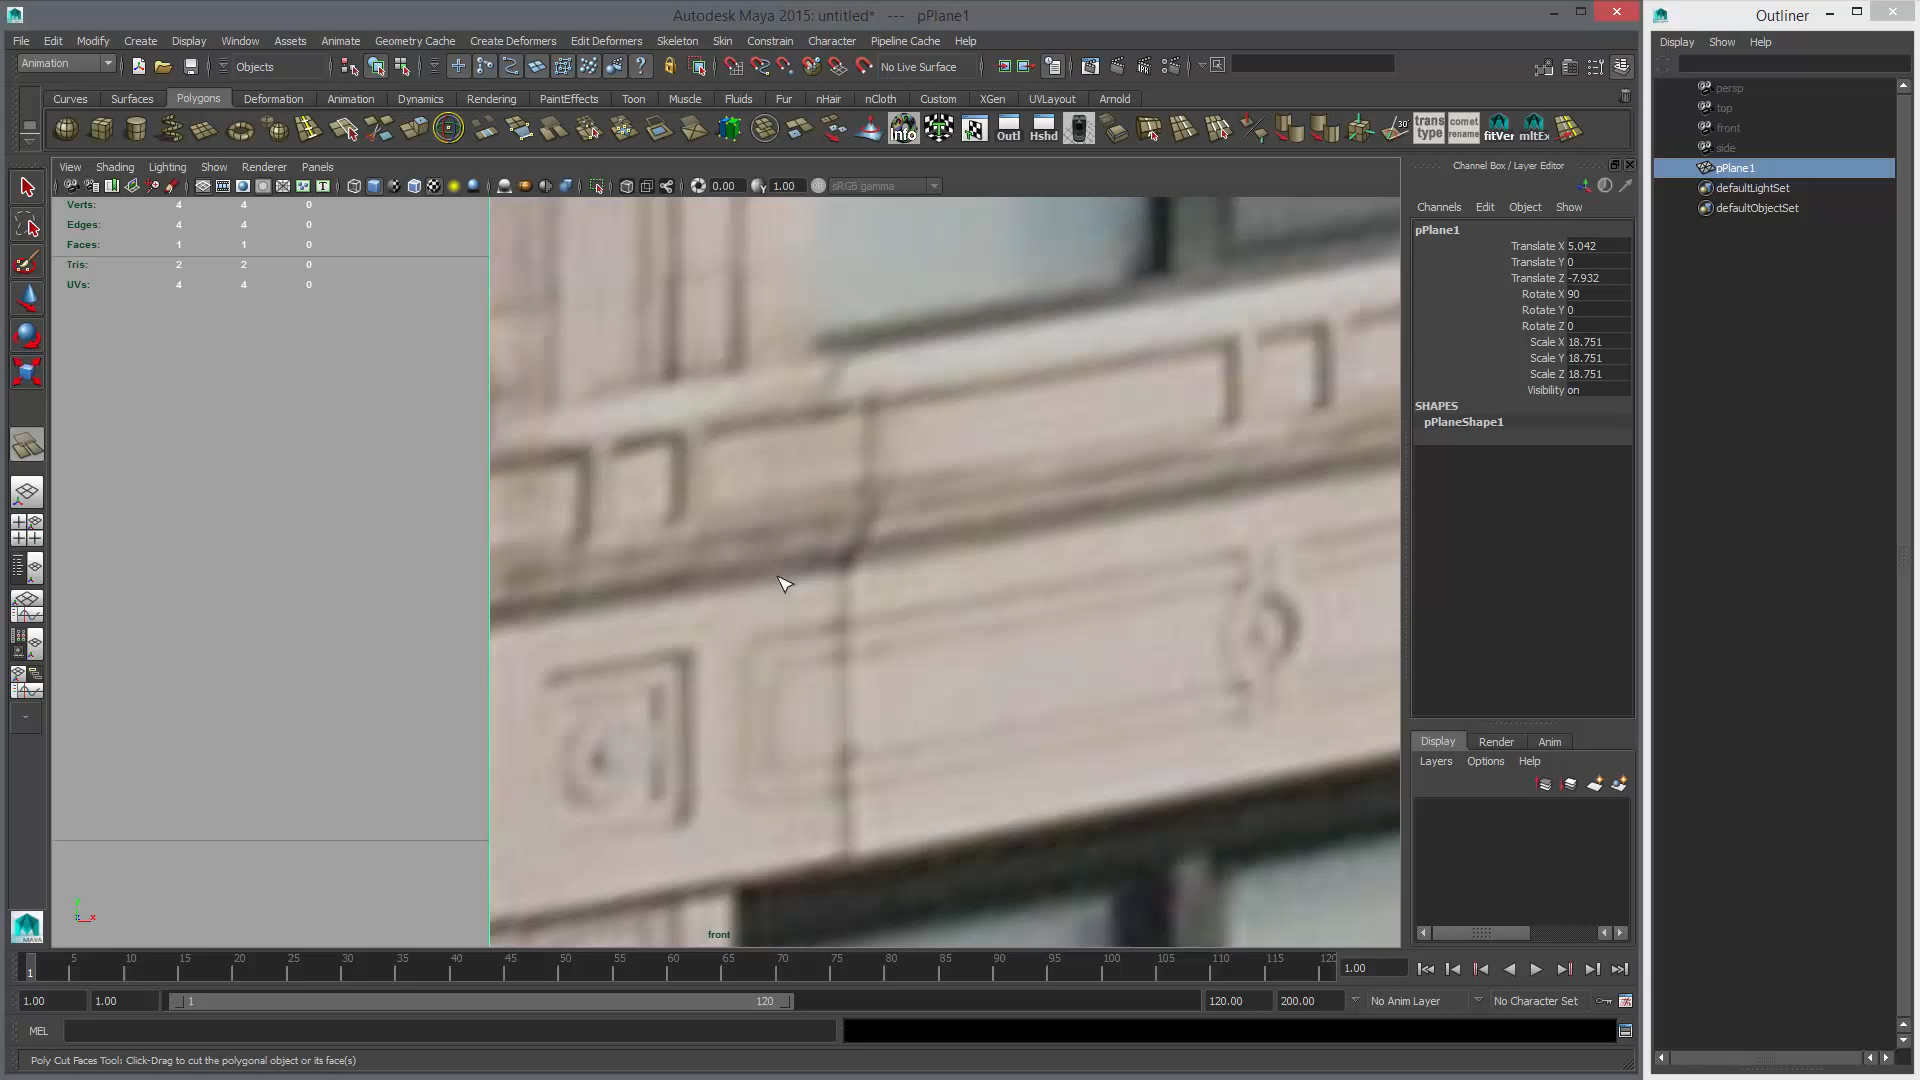 Autodesk Maya 2015: untitled* --- pPlane1
Outliner
File Edit Modify Create Display Window Assets Animate Geometry Cache Create Deformers Edit Deformers Skeleton Skin Constrain Character Pipeline Cache Help
Display Show Help
Animation
Objects
No Live Surface
Curves Surfaces Polygons Deformation Animation Dynamics Rendering PaintEffects Toon Muscle Fluids Fur nHair nCloth Custom XGen UVLayout Arnold
Info
Outl
Hshd
30
trans type
comet rename
fitVer
mltEx
View Shading Lighting Show Renderer Panels
0.00
1.00
sRGB gamma
Verts: 4 4 0
Edges: 4 4 0
Faces: 1 1 0
Tris: 2 2 0
UVs: 4 4 0
front
MAYA
Channel Box / Layer Editor
Channels Edit Object Show
pPlane1
Translate X 5.042
Translate Y 0
Translate Z -7.932
Rotate X 90
Rotate Y 0
Rotate Z 0
Scale X 18.751
Scale Y 18.751
Scale Z 18.751
Visibility on
SHAPES
pPlaneShape1
Display Render Anim
Layers Options Help
persp
top
front
side
pPlane1
defaultLightSet
defaultObjectSet
1 5 10 15 20 25 30 35 40 45 50 55 60 65 70 75 80 85 90 95 100 105 110 115 120
1.00
1.00 1.00 1 120 120.00 200.00 No Anim Layer No Character Set
MEL
Poly Cut Faces Tool: Click-Drag to cut the polygonal object or its face(s)